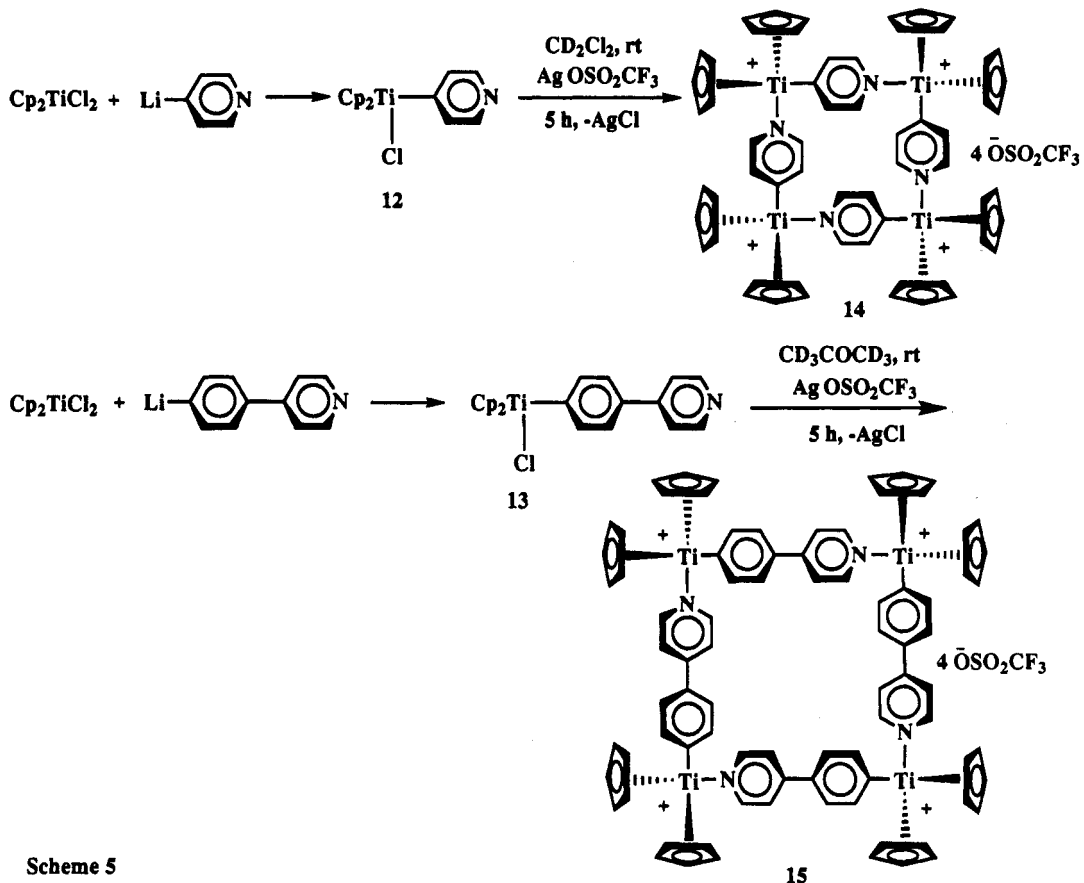 Cp2TiCl2 + Li N Cp2Ti N
Cl
12
CD2Cl2, rt
Ag OSO2CF3
5 h, -AgCl
+ Ti N Ti +
N
N
+ Ti N Ti +
4 ŌSO2CF3
14
Cp2TiCl2 + Li N Cp2Ti N
Cl
13
CD3COCD3, rt
Ag OSO2CF3
5 h, -AgCl
+ Ti N Ti +
N
N
+ Ti N Ti +
4 ŌSO2CF3
15
Scheme 5